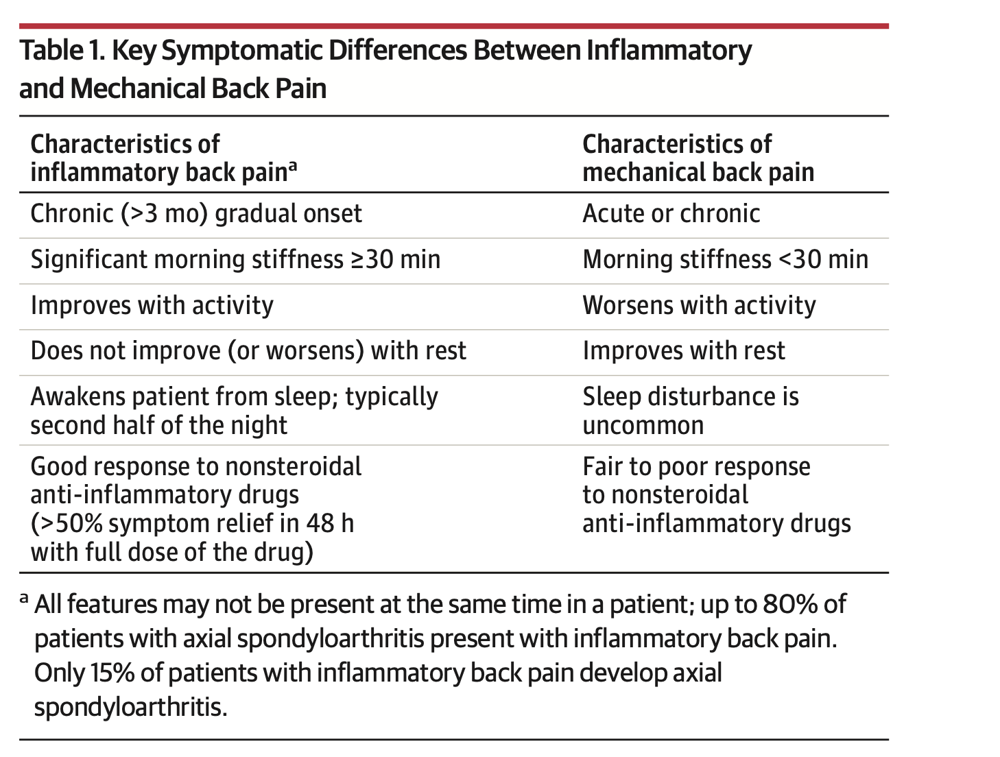 Table 1. Key Symptomatic Differences Between Inflammatory
and Mechanical Back Pain
Characteristics of
inflammatory back painᵃ
Characteristics of
mechanical back pain
Chronic (>3 mo) gradual onset
Acute or chronic
Significant morning stiffness ≥30 min
Morning stiffness <30 min
Improves with activity
Worsens with activity
Does not improve (or worsens) with rest
Improves with rest
Awakens patient from sleep; typically
second half of the night
Sleep disturbance is
uncommon
Good response to nonsteroidal
anti-inflammatory drugs
(>50% symptom relief in 48 h
with full dose of the drug)
Fair to poor response
to nonsteroidal
anti-inflammatory drugs
ᵃ All features may not be present at the same time in a patient; up to 80% of
patients with axial spondyloarthritis present with inflammatory back pain.
Only 15% of patients with inflammatory back pain develop axial
spondyloarthritis.